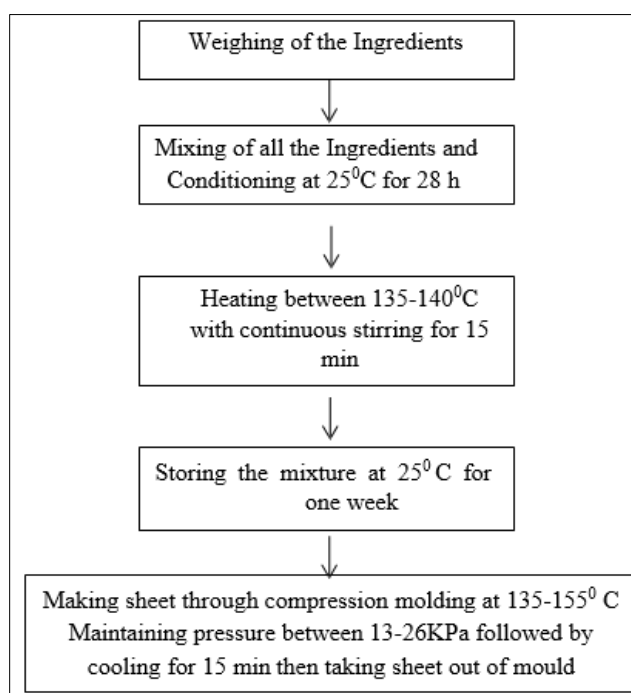 Weighing of the Ingredients
Mixing of all the Ingredients and
Conditioning at 25⁰C for 28 h
Heating between 135-140⁰C
with continuous stirring for 15
min
Storing the mixture at 25⁰ C for
one week
Making sheet through compression molding at 135-155⁰ C
Maintaining pressure between 13-26KPa followed by
cooling for 15 min then taking sheet out of mould